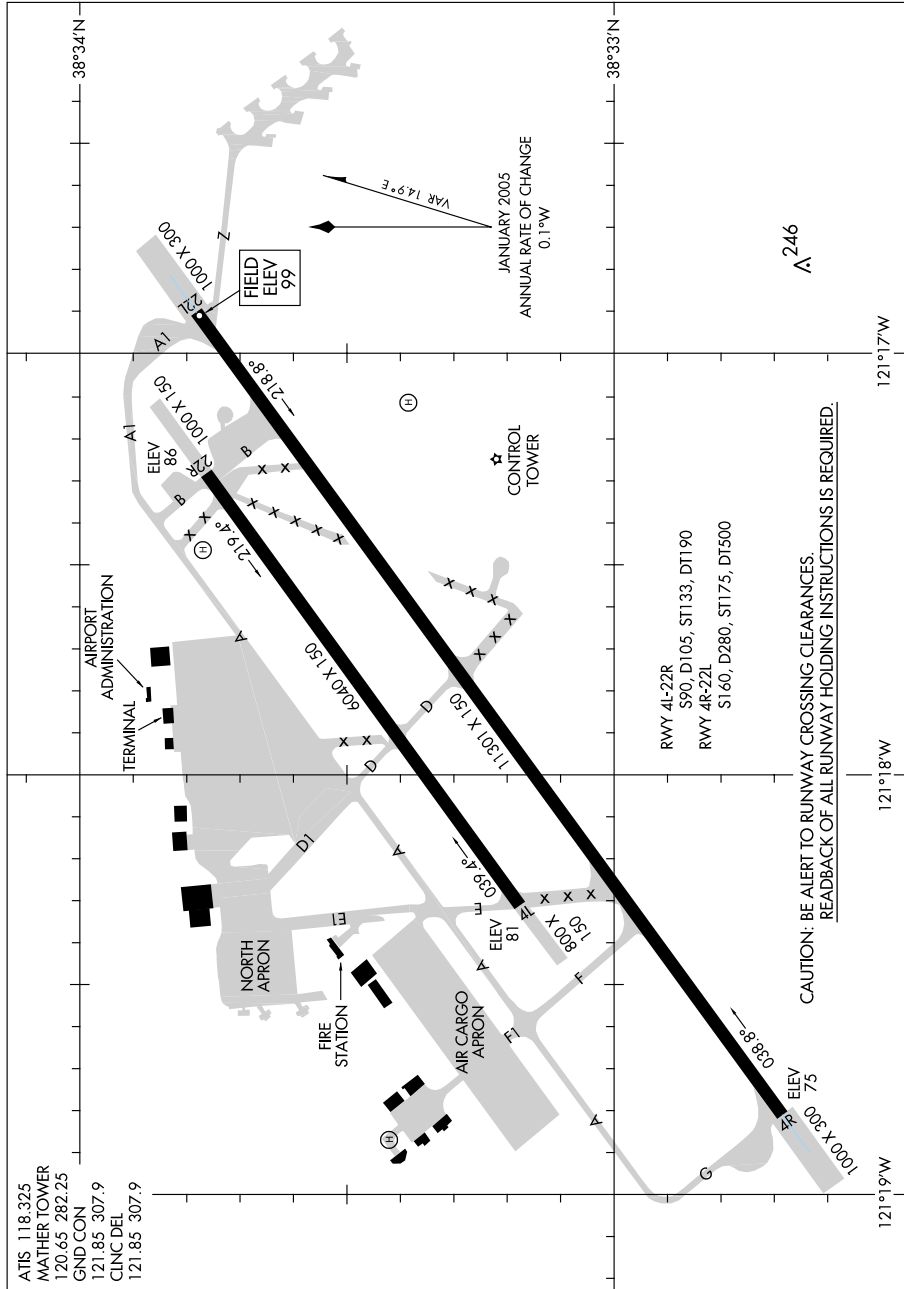 ATIS 118.325
MATHER TOWER
120.65 282.25
GND CON
121.85 307.9
CLNC DEL
121.85 307.9
38°34'N
38°33'N
121°17'W
121°18'W
121°19'W
JANUARY 2005
ANNUAL RATE OF CHANGE
0.1°W
VAR 14.9°E
FIELD
ELEV
99
246
1000 X 300
22L
A1
A1
Z
1000 X 150
ELEV
86
22R
B
B
218.8°
219.4°
H
H
H
CONTROL
TOWER
AIRPORT
ADMINISTRATION
TERMINAL
A
6040 X 150
11301 X 150
D
D
D1
A
E1
E
NORTH
APRON
FIRE
STATION
AIR CARGO
APRON
039.4°
4L
ELEV
81
800 X
150
A
F
F1
A
G
038.8°
ELEV
75
4R
1000 X 300
X X
X X X X X
X X
X X X X
X X X
X X
X X X
RWY 4L-22R
S90, D105, ST133, DT190
RWY 4R-22L
S160, D280, ST175, DT500
CAUTION: BE ALERT TO RUNWAY CROSSING CLEARANCES.
READBACK OF ALL RUNWAY HOLDING INSTRUCTIONS IS REQUIRED.